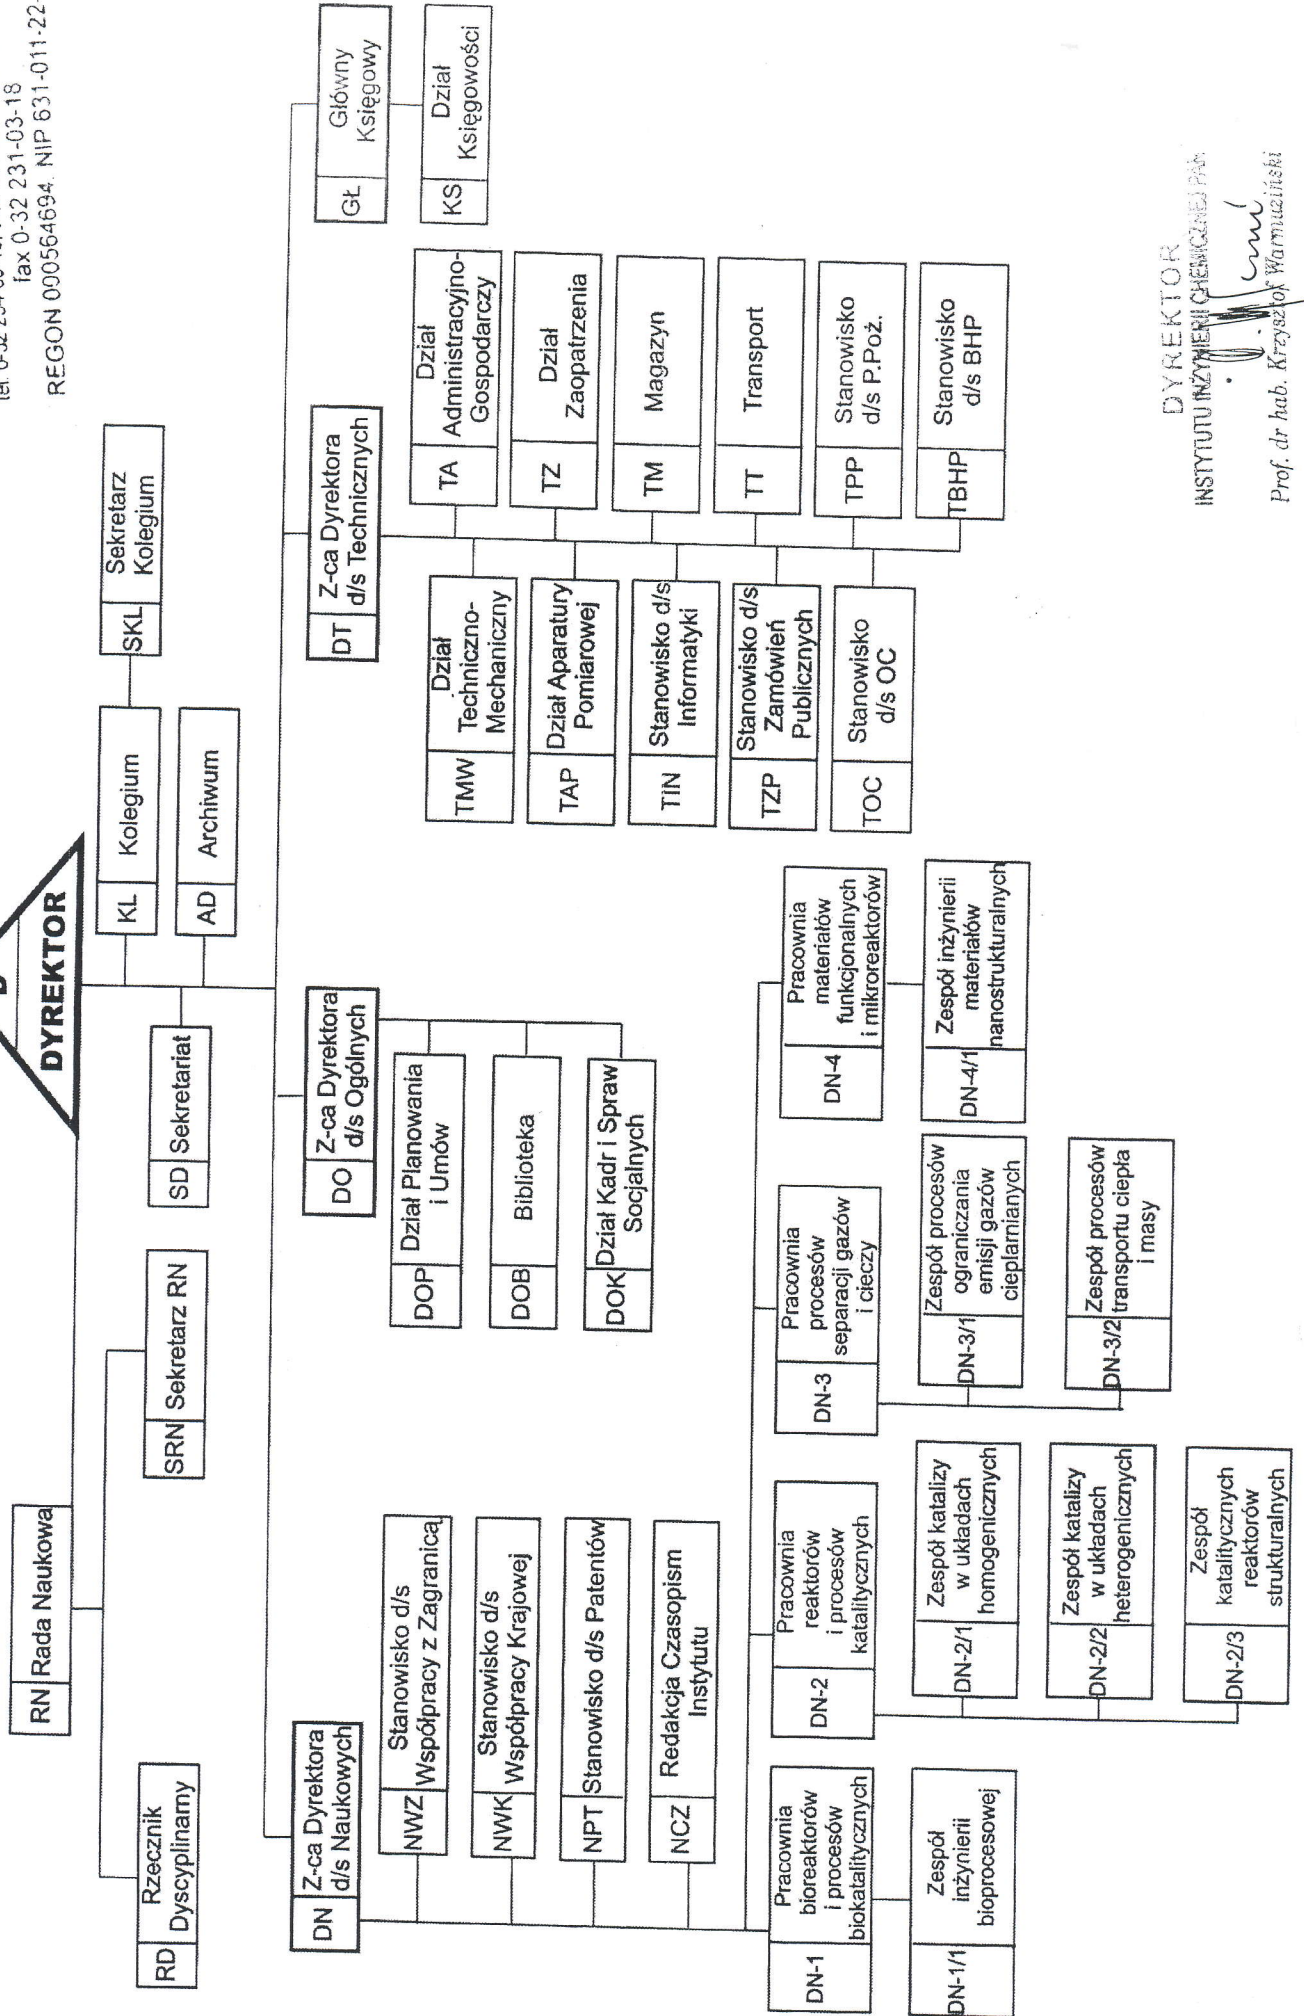 fax 0-32 231-03-18
REGON 000564694. NIP 631-011-22-
DYREKTOR
RN Rada Naukowa
RD Rzecznik
Dyscyplinarny
SRN Sekretarz RN
SD Sekretariat
KL Kolegium
SKL Sekretarz
Kolegium
AD Archiwum
DN Z-ca Dyrektora
d/s Naukowych
DO Z-ca Dyrektora
d/s Ogólnych
DT Z-ca Dyrektora
d/s Technicznych
GŁ Główny
Księgowy
KS Dział
Księgowości
NWZ Stanowisko d/s
Współpracy z Zagranicą
NWK Stanowisko d/s
Współpracy Krajowej
NPT Stanowisko d/s Patentów
NCZ Redakcja Czasopism
Instytutu
DOP Dział Planowania
i Umów
DOB Biblioteka
DOK Dział Kadr i Spraw
Socjalnych
TMW Dział
Techniczno-
Mechaniczny
TAP Dział Aparatury
Pomiarowej
TiN Stanowisko d/s
Informatyki
TZP Stanowisko d/s
Zamówień
Publicznych
TOC Stanowisko
d/s OC
TA Dział
Administracyjno-
Gospodarczy
TZ Dział
Zaopatrzenia
TM Magazyn
TT Transport
TPP Stanowisko
d/s P.Poż.
TBHP Stanowisko
d/s BHP
DN-1 Pracownia
bioreaktorów
i procesów
biokatalitycznych
DN-1/1 Zespół
inżynierii
bioprocesowej
DN-2 Pracownia
reaktorów
i procesów
katalitycznych
DN-2/1 Zespół katalizy
w układach
homogenicznych
DN-2/2 Zespół katalizy
w układach
heterogenicznych
DN-2/3 Zespół
katalitycznych
reaktorów
strukturalnych
DN-3 Pracownia
procesów
separacji gazów
i cieczy
DN-3/1 Zespół procesów
ograniczania
emisji gazów
cieplarnianych
DN-3/2 Zespół procesów
transportu ciepła
i masy
DN-4 Pracownia
materiałów
funkcjonalnych
i mikroreaktorów
DN-4/1 Zespół inżynierii
materiałów
nanostrukturalnych
DYREKTOR
INSTYTUTU INŻYNIERII CHEMICZNEJ PAN
Prof. dr hab. Krzysztof Warmuziński